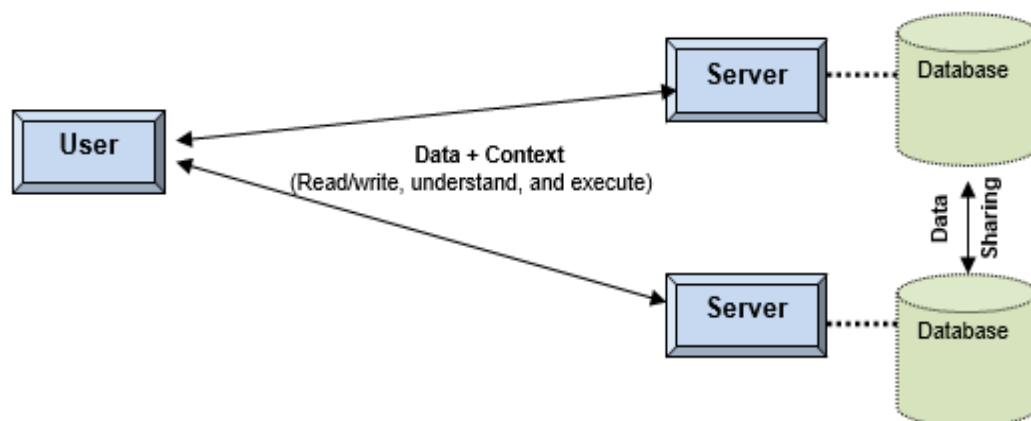 Server
Database
User
Data + Context
(Read/write, understand, and execute)
Data
Sharing
Server
Database